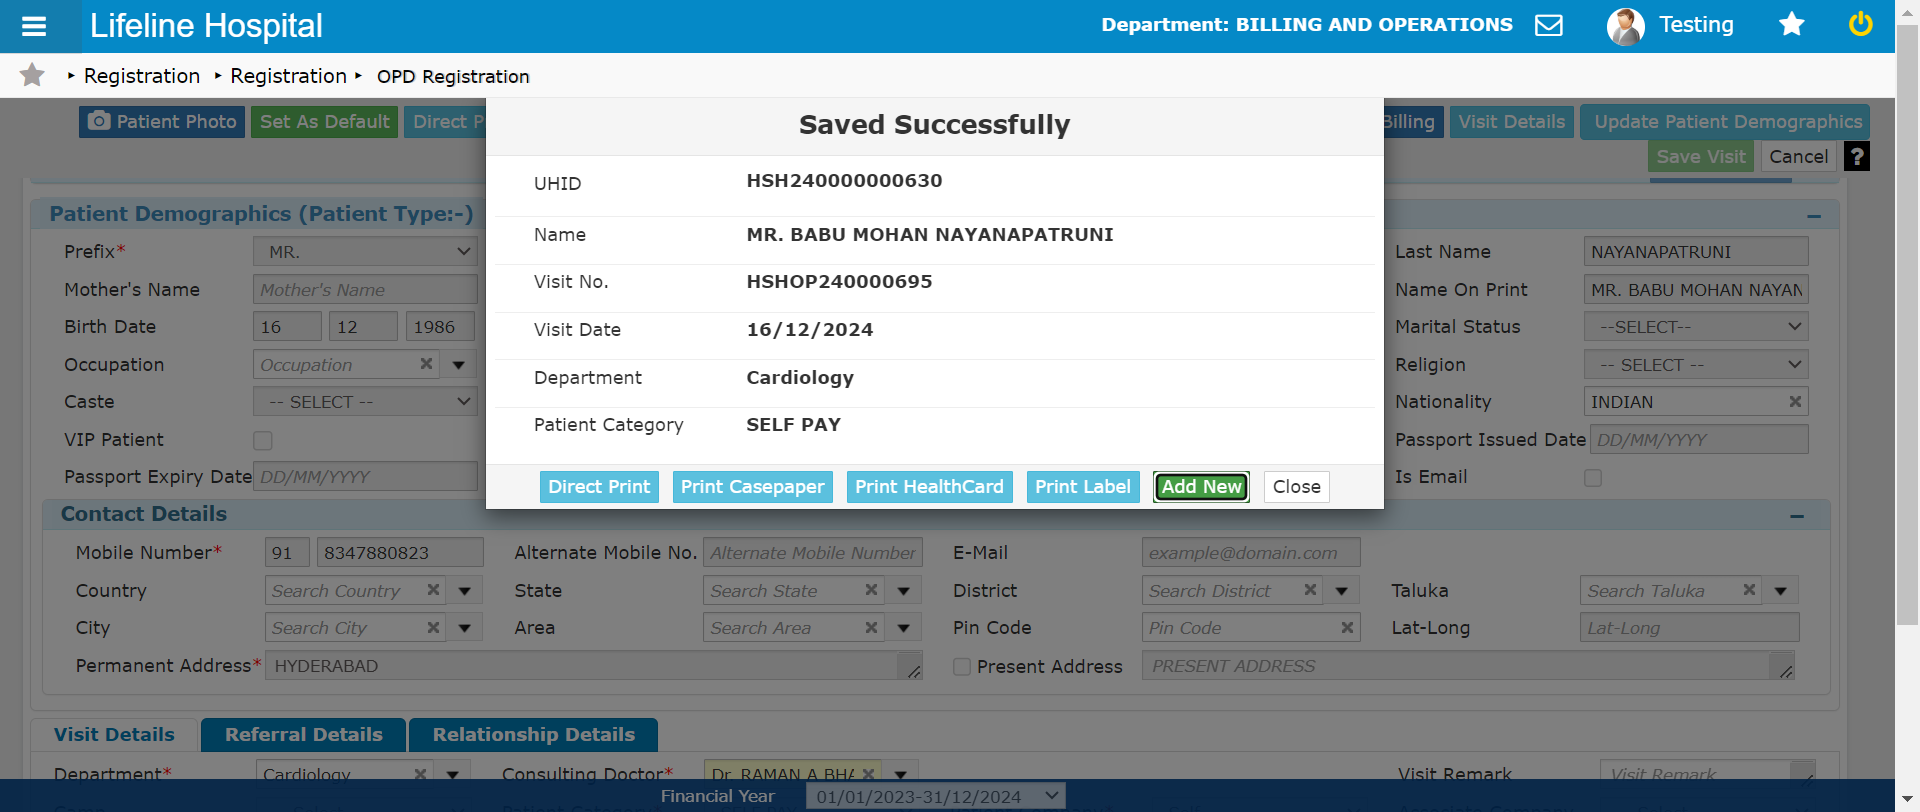 Lifeline Hospital
Department: BILLING AND OPERATIONS
Testing
Registration
Registration
OPD Registration
Patient Photo
Set As Default
Direct
Billing
Visit Details
Update Patient Demographics
Save Visit
Cancel
?
Saved Successfully
UHID HSH240000000630
Name MR. BABU MOHAN NAYANAPATRUNI
Visit No. HSHOP240000695
Visit Date 16/12/2024
Department Cardiology
Patient Category SELF PAY
Direct Print
Print Casepaper
Print HealthCard
Print Label
Add New
Close
Patient Demographics (Patient Type:-)
Prefix* MR.
Last Name NAYANAPATRUNI
Mother's Name Mother's Name
Name On Print MR. BABU MOHAN NAYAN
Birth Date 16 12 1986
Marital Status --SELECT--
Occupation Occupation
Religion -- SELECT --
Caste -- SELECT --
Nationality INDIAN
VIP Patient
Passport Issued Date DD/MM/YYYY
Passport Expiry Date DD/MM/YYYY
Is Email
Contact Details
Mobile Number* 91 8347880823 Alternate Mobile No. Alternate Mobile Number E-Mail example@domain.com
Country Search Country State Search State District Search District Taluka Search Taluka
City Search City Area Search Area Pin Code Pin Code Lat-Long Lat-Long
Permanent Address* HYDERABAD Present Address PRESENT ADDRESS
Visit Details
Referral Details
Relationship Details
Department* Cardiology Consulting Doctor* Dr. RAMAN A BHA Visit Remark Visit Remark
Financial Year 01/01/2023-31/12/2024